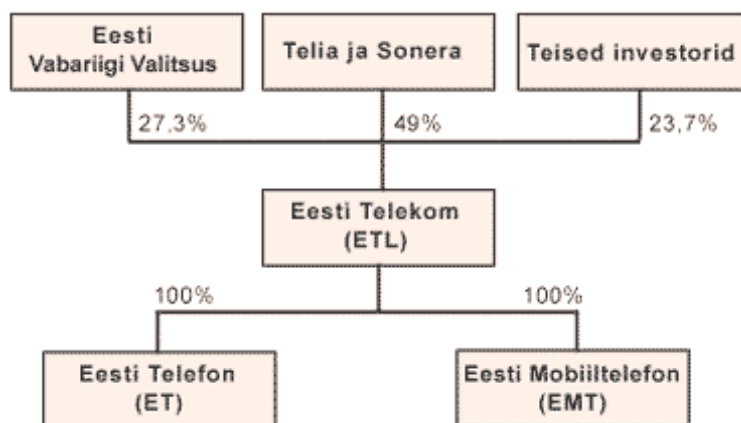 Eesti
Vabariigi Valitsus
Telia ja Sonera
Teised investorid
27,3%
49%
23,7%
Eesti Telekom
(ETL)
100%
100%
Eesti Telefon
(ET)
Eesti Mobiiltelefon
(EMT)